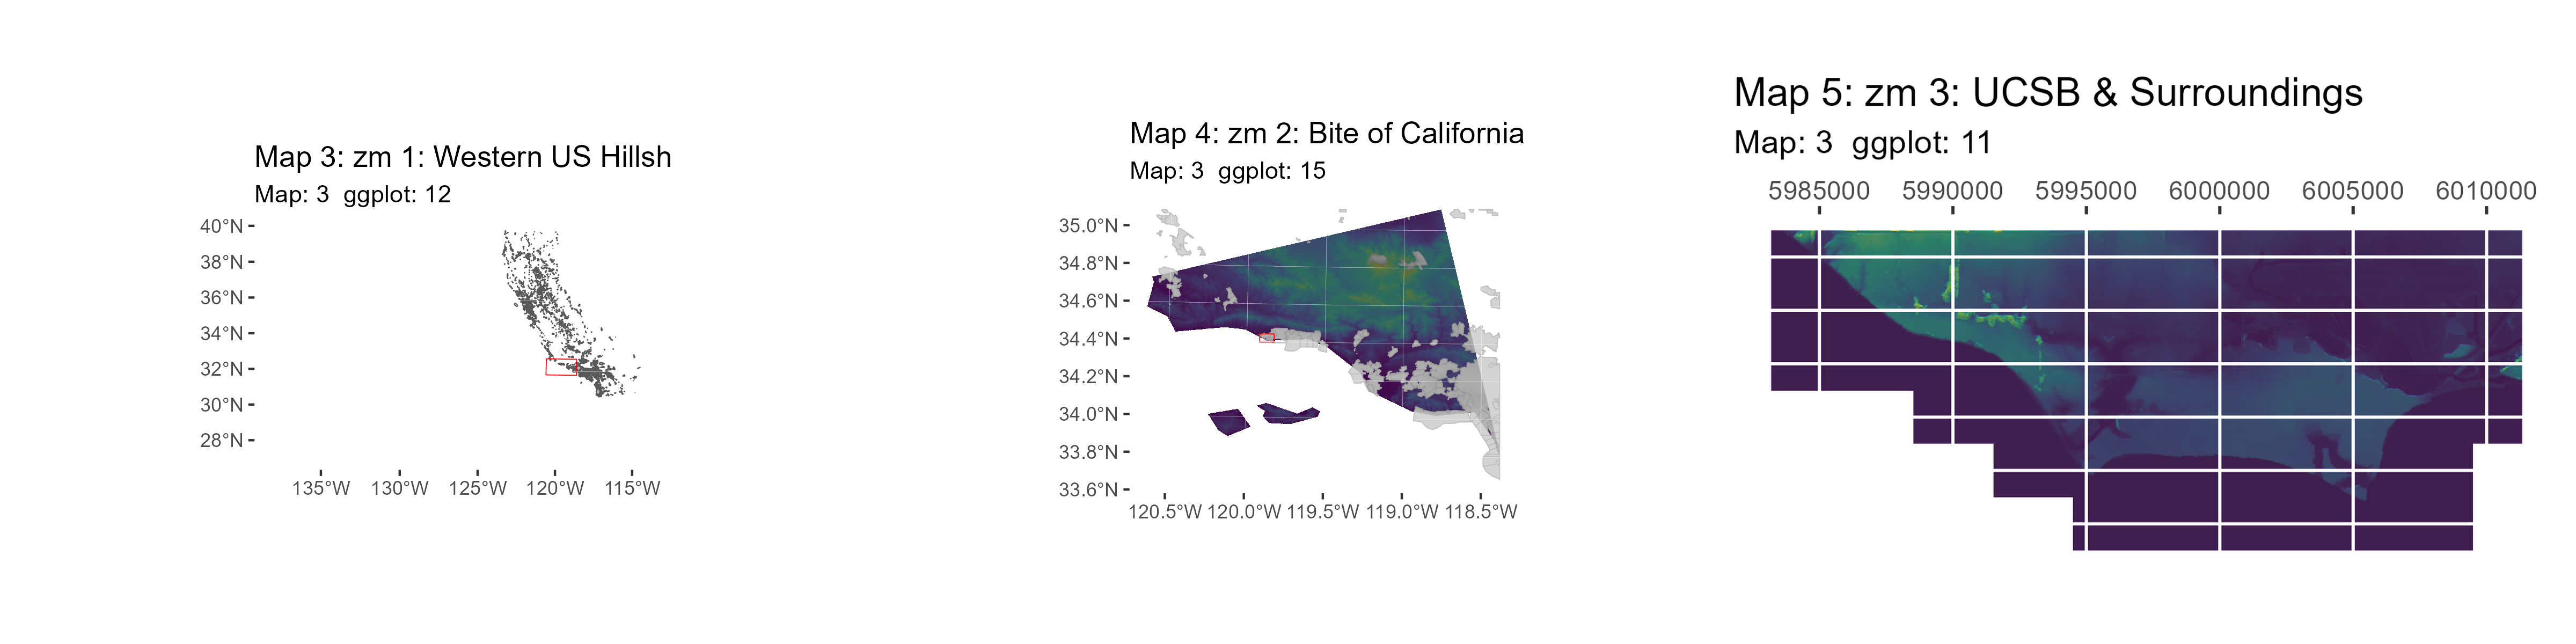 Map 3: zm 1: Western US Hillsh
Map: 3  ggplot: 12
40°N
38°N
36°N
34°N
32°N
30°N
28°N
135°W 130°W 125°W 120°W 115°W
Map 4: zm 2: Bite of California
Map: 3  ggplot: 15
35.0°N
34.8°N
34.6°N
34.4°N
34.2°N
34.0°N
33.8°N
33.6°N
120.5°W 120.0°W 119.5°W 119.0°W 118.5°W
Map 5: zm 3: UCSB & Surroundings
Map: 3  ggplot: 11
5985000 5990000 5995000 6000000 6005000 6010000